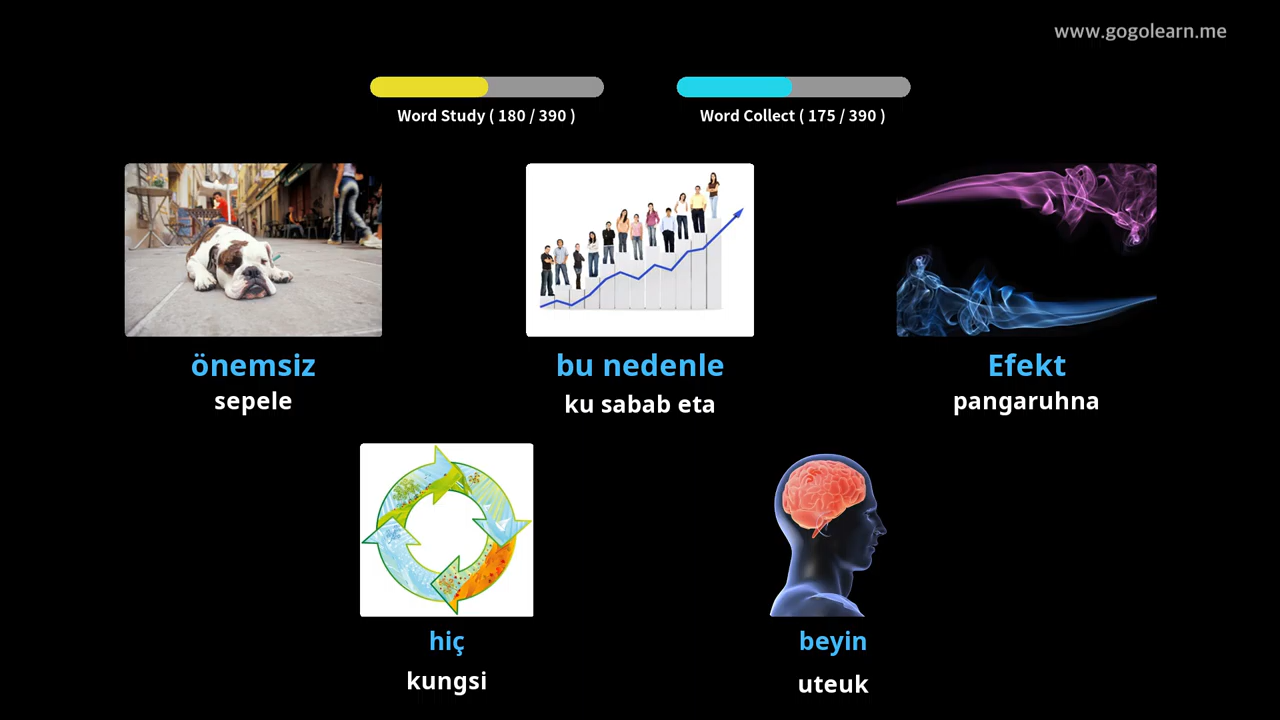 www.gogolearn.me
Word Study ( 180 / 390 )
Word Collect ( 175 / 390 )
önemsiz
sepele
bu nedenle
ku sabab eta
Efekt
pangaruhna
hiç
kungsi
beyin
uteuk